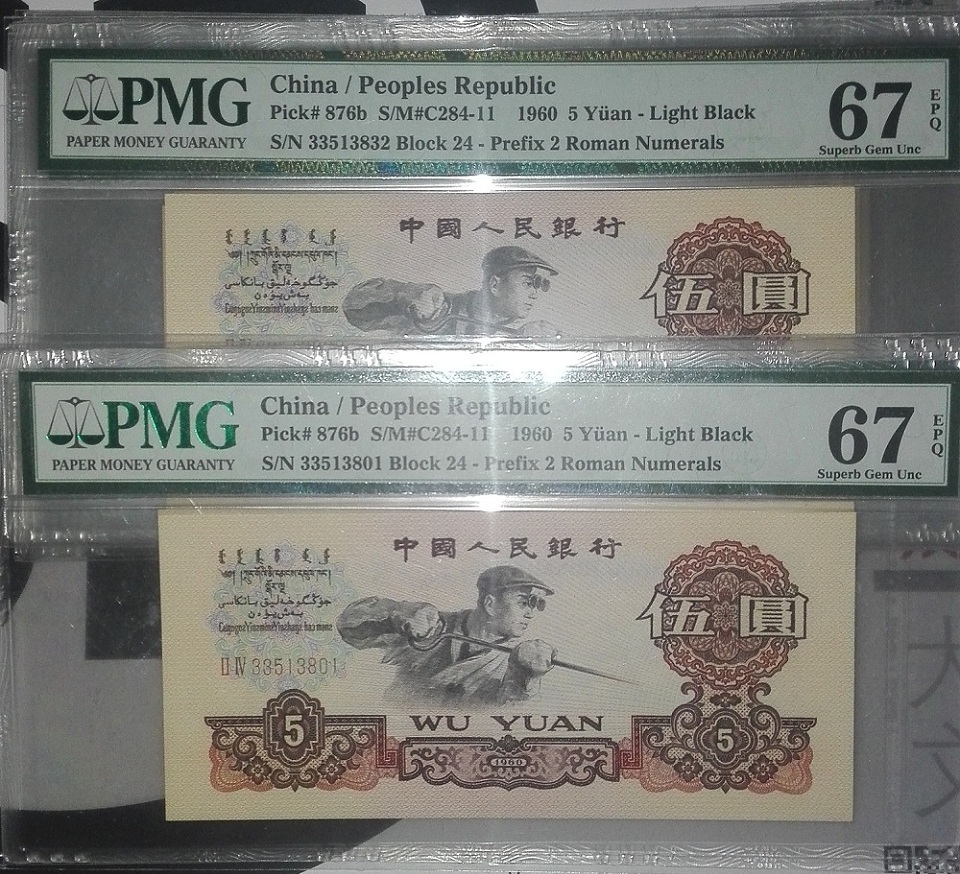 PMG
PAPER MONEY GUARANTY
China / Peoples Republic
Pick# 876b S/M#C284-11 1960 5 Yüan - Light Black
S/N 33513832 Block 24 - Prefix 2 Roman Numerals
67
EPQ
Superb Gem Unc
中國人民銀行
伍圓
PMG
PAPER MONEY GUARANTY
China / Peoples Republic
Pick# 876b S/M#C284-11 1960 5 Yüan - Light Black
S/N 33513801 Block 24 - Prefix 2 Roman Numerals
67
EPQ
Superb Gem Unc
中國人民銀行
伍圓
II IV 33513801
5
WU YUAN
5
1960